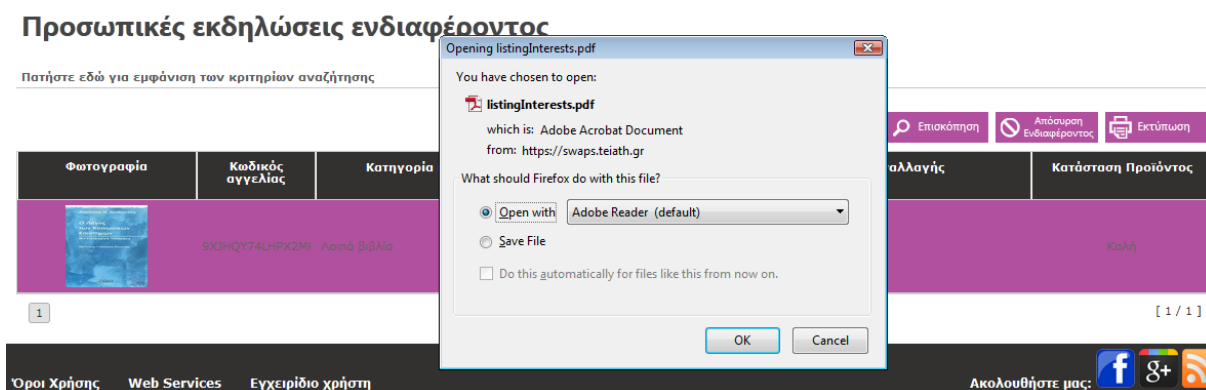 Προσωπικές εκδηλώσεις ενδιαφέροντος
Πατήστε εδώ για εμφάνιση των κριτηρίων αναζήτησης
Opening listingInterests.pdf
You have chosen to open:
listingInterests.pdf
which is: Adobe Acrobat Document
from: https://swaps.teiath.gr
What should Firefox do with this file?
Open with Adobe Reader (default)
Save File
Do this automatically for files like this from now on.
OK Cancel
Επισκόπηση
Απόσυρση
Ενδιαφέροντος
Εκτύπωση
Φωτογραφία
Κωδικός
αγγελίας
Κατηγορία
αλλαγής
Κατάσταση Προϊόντος
9X3HQY74LHPX2MI Λοιπά βιβλία
Καλή
1
[ 1 / 1 ]
Όροι Χρήσης Web Services Εγχειρίδιο χρήστη
Ακολουθήστε μας: f g+